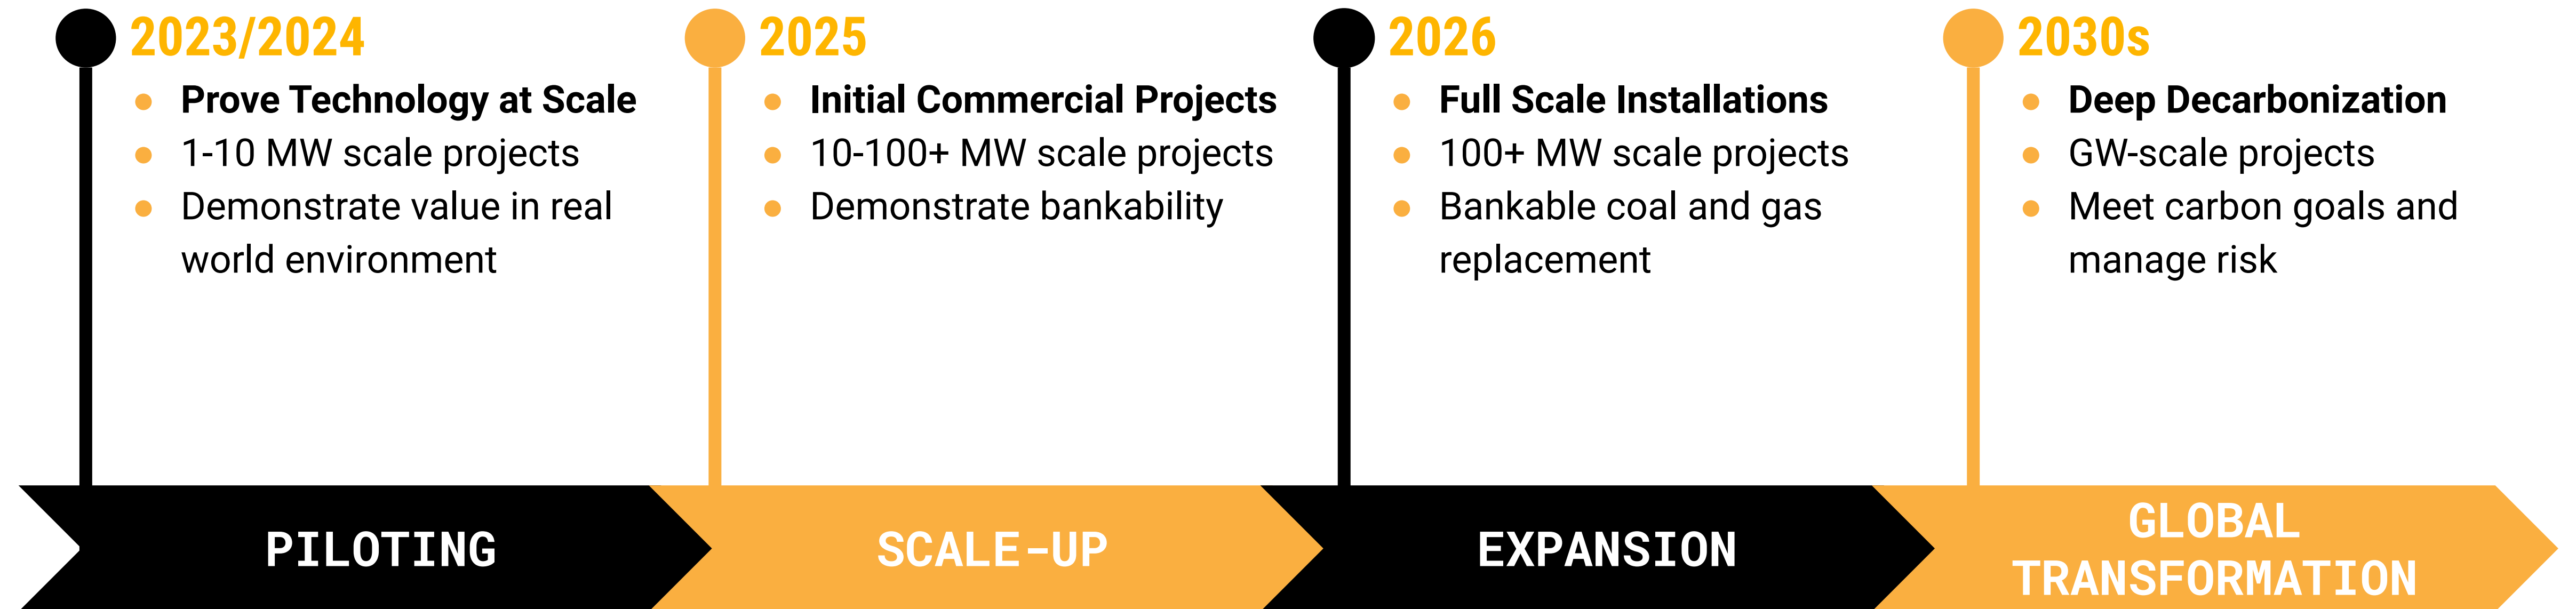 2023/2024
Prove Technology at Scale
1-10 MW scale projects
Demonstrate value in real
world environment
PILOTING
2025
Initial Commercial Projects
10-100+ MW scale projects
Demonstrate bankability
SCALE-UP
2026
Full Scale Installations
100+ MW scale projects
Bankable coal and gas
replacement
EXPANSION
2030s
Deep Decarbonization
GW-scale projects
Meet carbon goals and
manage risk
GLOBAL
TRANSFORMATION